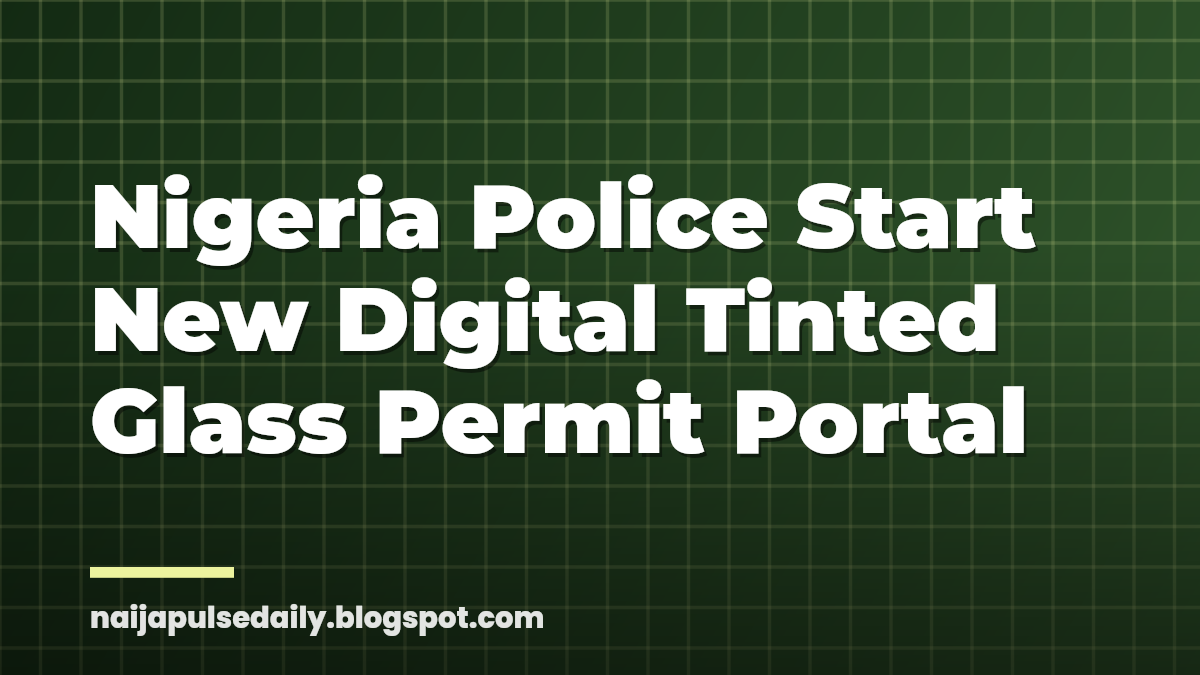 Nigeria Police Start
New Digital Tinted
Glass Permit Portal
naijapulsedaily.blogspot.com